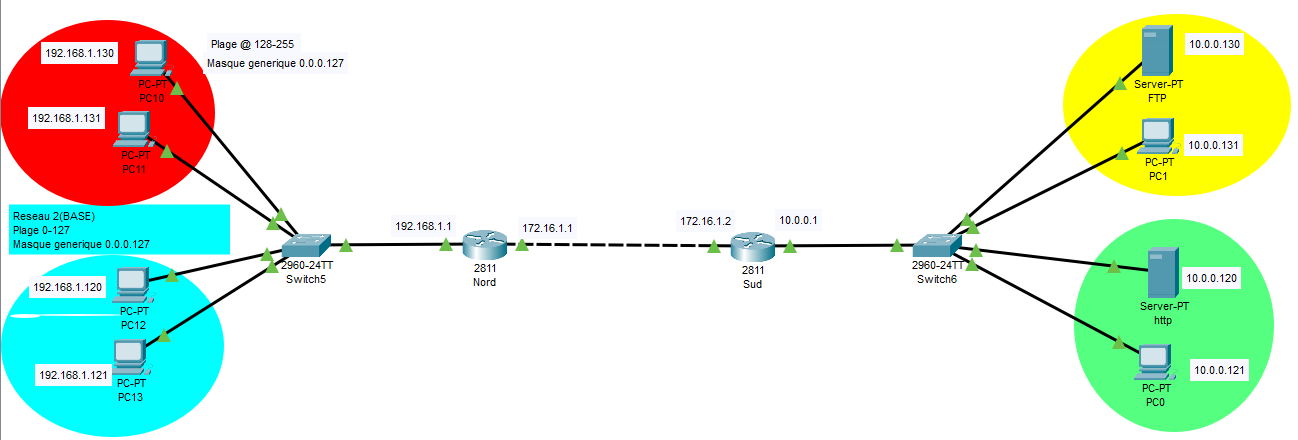 192.168.1.130
PC-PT
PC10
Plage @ 128-255
Masque generique 0.0.0.127
192.168.1.131
PC-PT
PC11
Reseau 2(BASE)
Plage 0-127
Masque generique 0.0.0.127
192.168.1.120
PC-PT
PC12
192.168.1.121
PC-PT
PC13
2960-24TT
Switch5
192.168.1.1
2811
Nord
172.16.1.1
172.16.1.2
2811
Sud
10.0.0.1
2960-24TT
Switch6
10.0.0.130
Server-PT
FTP
10.0.0.131
PC-PT
PC1
10.0.0.120
Server-PT
http
10.0.0.121
PC-PT
PC0